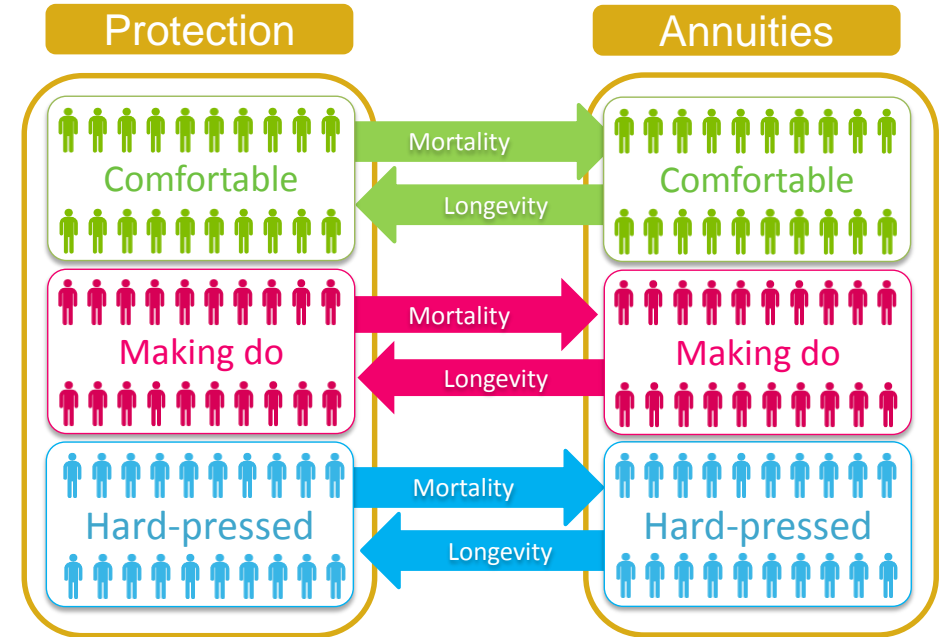 Protection
Annuities
Comfortable
Mortality
Longevity
Comfortable
Making do
Mortality
Longevity
Making do
Hard-pressed
Mortality
Longevity
Hard-pressed